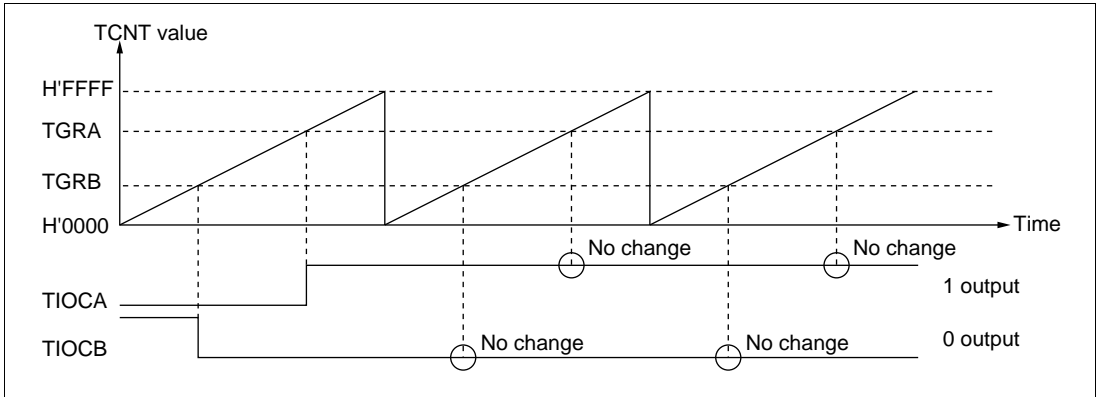 TCNT value
H'FFFF
TGRA
TGRB
H'0000
Time
No change
No change
TIOCA
1 output
No change
No change
TIOCB
0 output